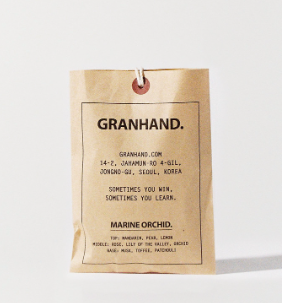 GRANHAND.
GRANHAND.COM
14-2, JAHAMUN-RO 4-GIL,
JONGNO-GU, SEOUL, KOREA
SOMETIMES YOU WIN,
SOMETIMES YOU LEARN.
MARINE ORCHID.
TOP: MANDARIN, PINE, LEMON
MIDDLE: ROSE, LILY OF THE VALLEY, ORCHID
BASE: MUSK, TOFFEE, PATCHOULI